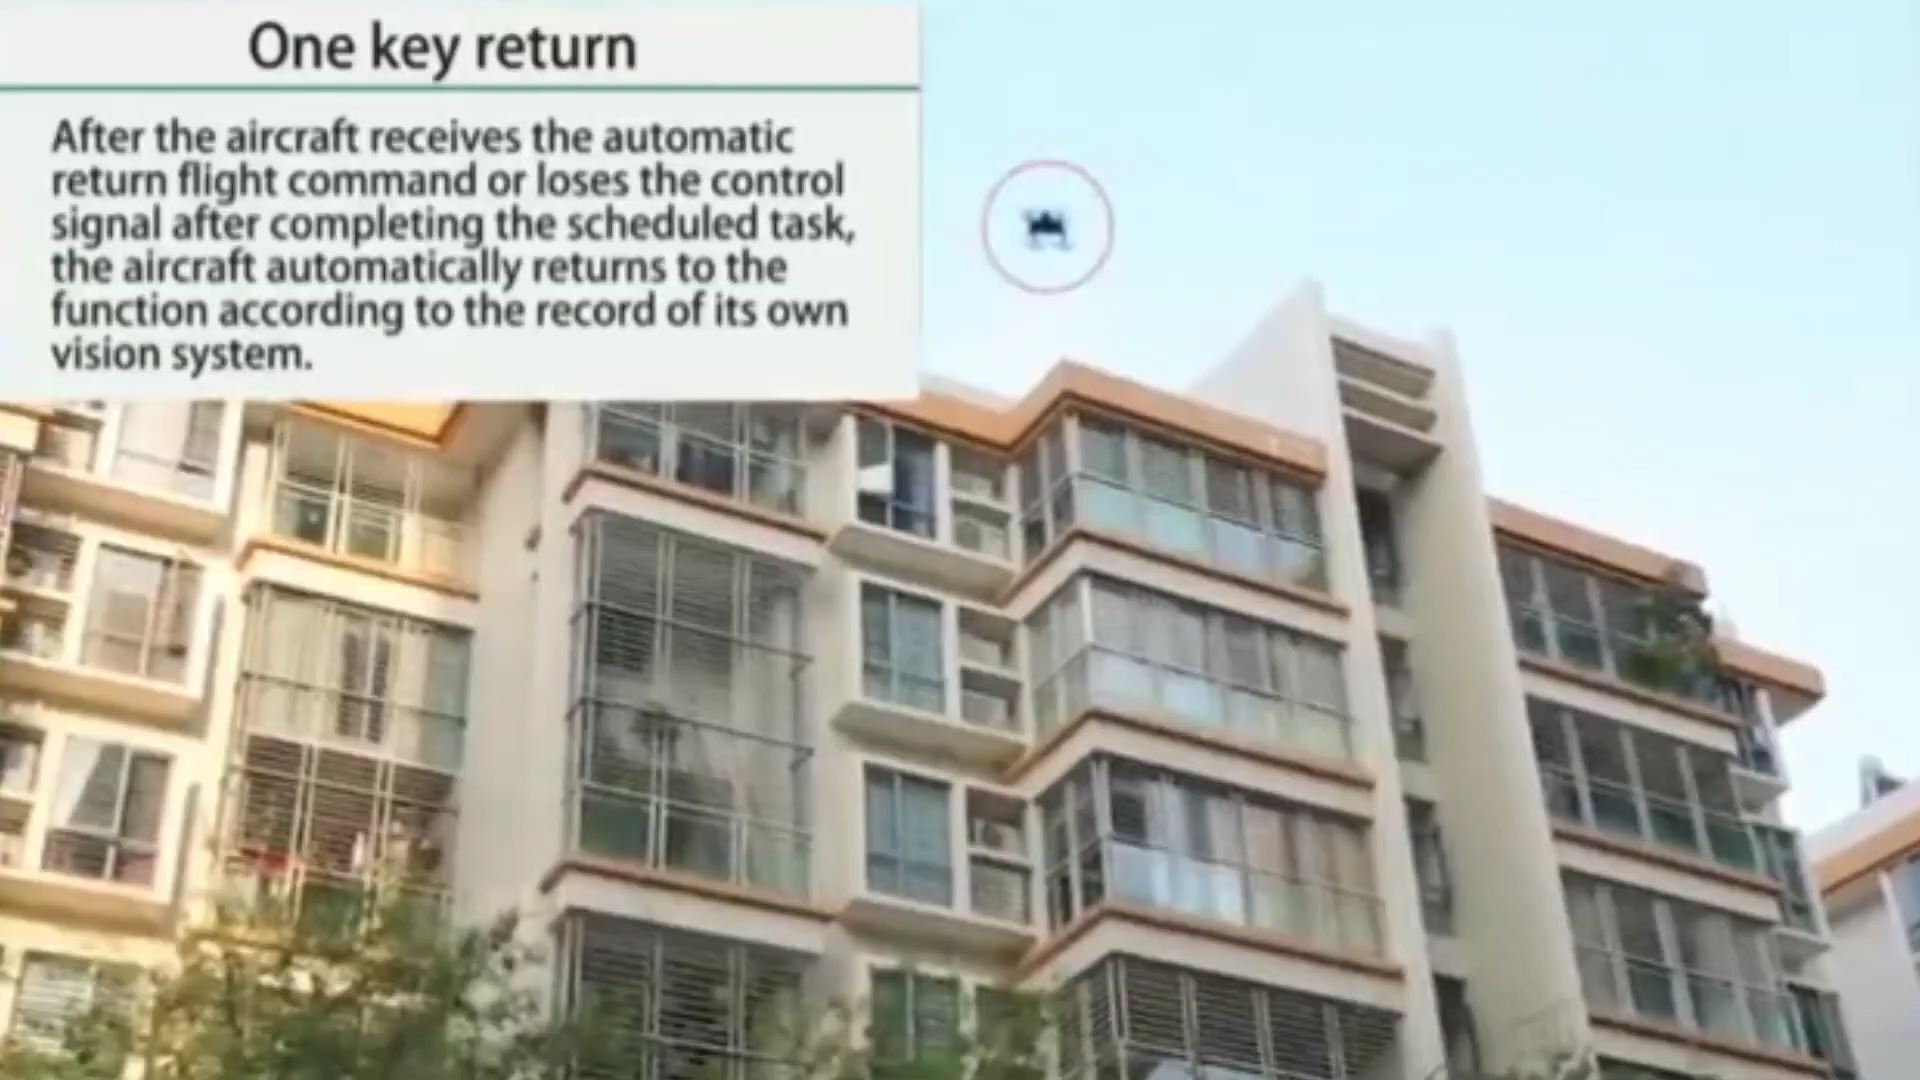 One key return
After the aircraft receives the automatic
return flight command or loses the control
signal after completing the scheduled task,
the aircraft automatically returns to the
function according to the record of its own
vision system.